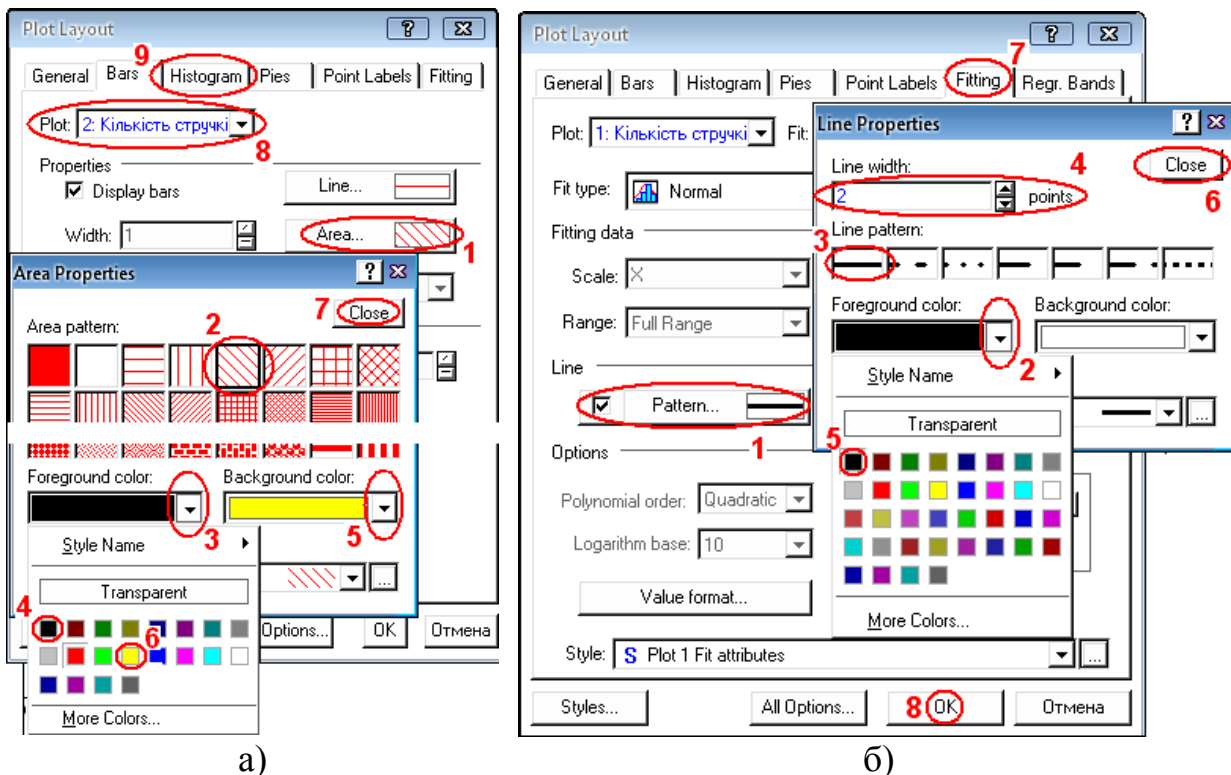 Plot Layout
9
General Bars Histogram Pies Point Labels Fitting
Plot: 2: Кількість стручкі
8
Properties
Display bars
Line...
Width: 1
Area...
1
Area Properties
7 Close
Area pattern:
2
Foreground color: Background color:
3
5
Style Name
Transparent
...
4
6
Options... OK Отмена
More Colors...
а)
Plot Layout
7
General Bars Histogram Pies Point Labels Fitting Regr. Bands
Plot: 1: Кількість стручкі Fit:
Fit type: Normal
Fitting data
Scale: X
Range: Full Range
Line
Pattern...
1
Options
Polynomial order: Quadratic
Logarithm base: 10
Value format...
Style: S Plot 1 Fit attributes ...
Styles... All Options... 8 OK Отмена
Line Properties
Close
6
Line width:
4
2 points
Line pattern:
3
Foreground color: Background color:
2
Style Name
Transparent
...
5
More Colors...
б)